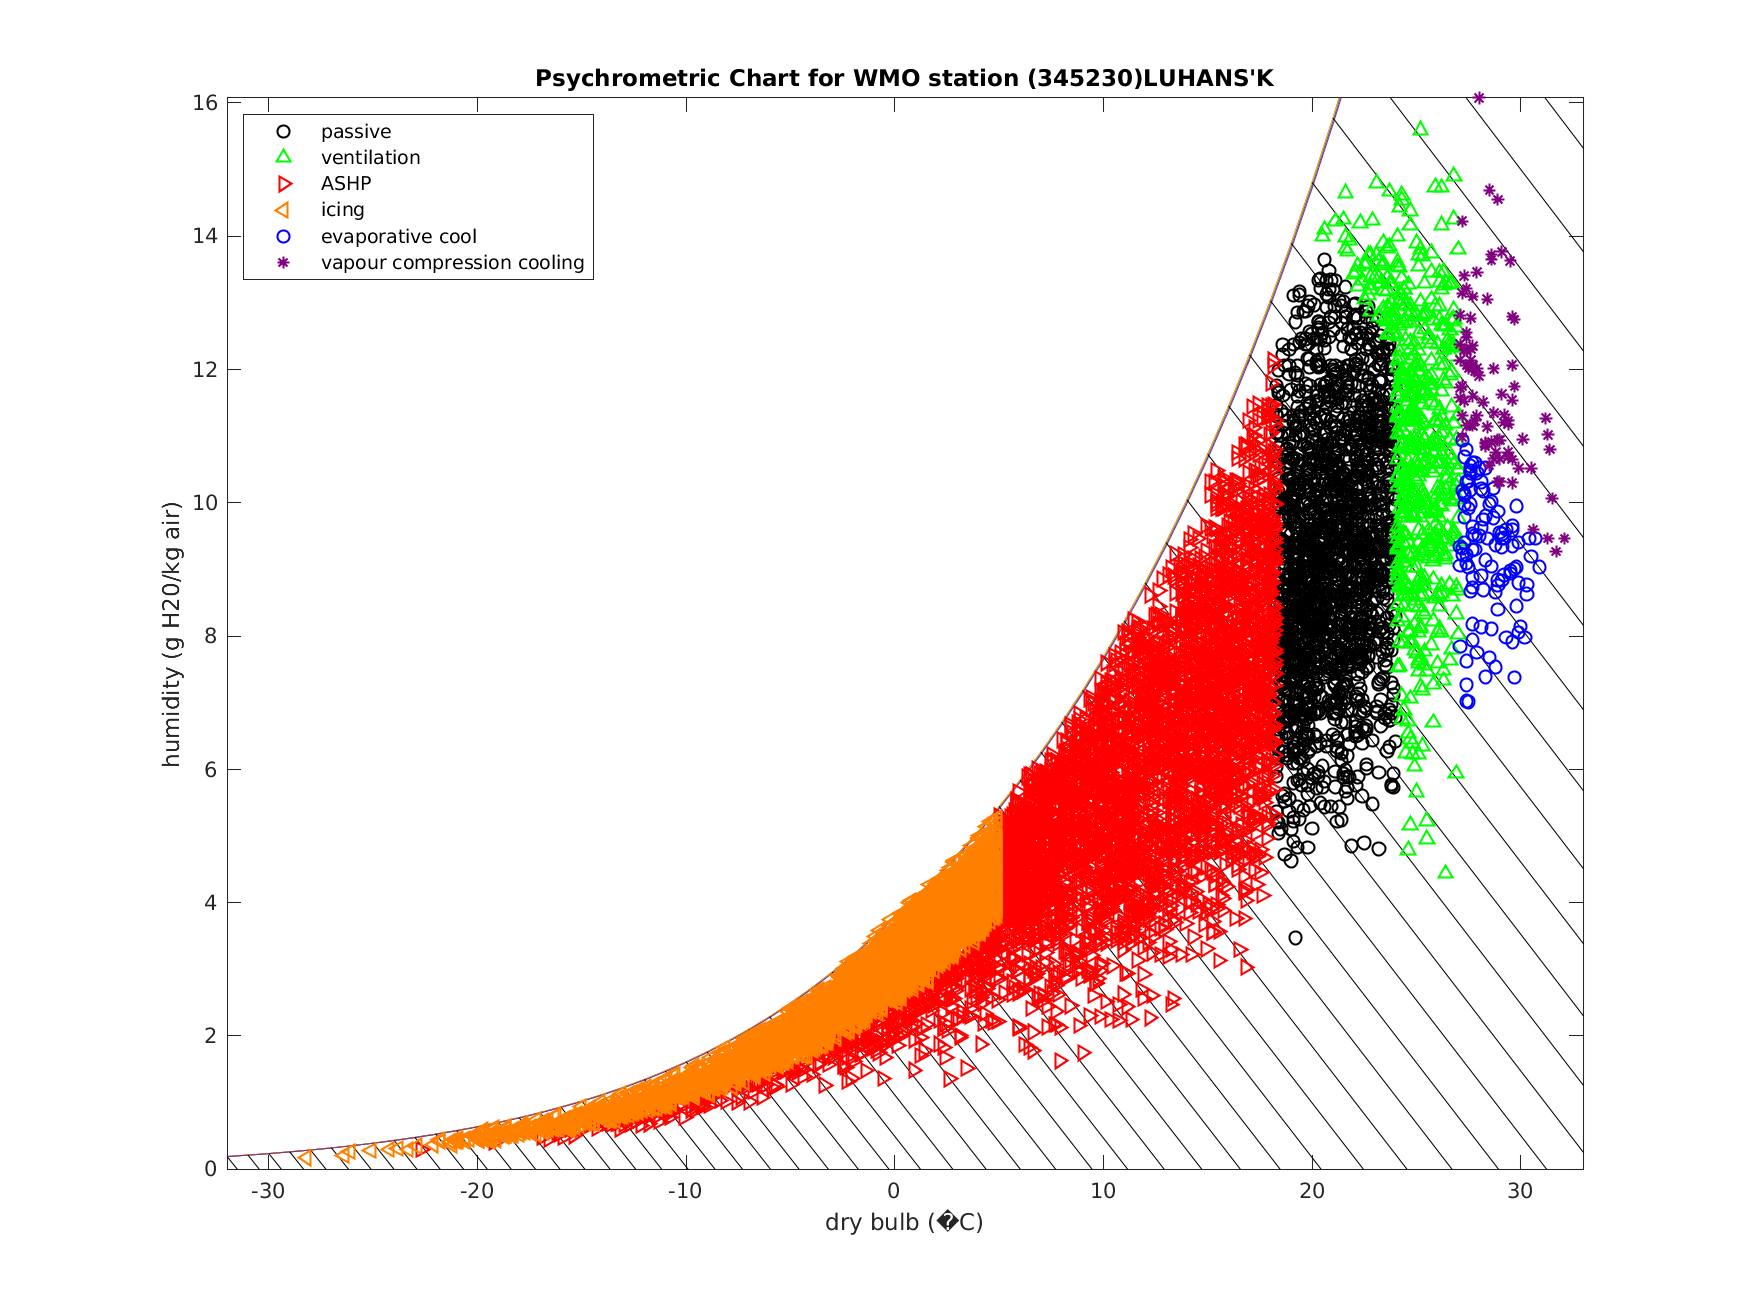 Psychrometric Chart for WMO station (345230)LUHANS'K
16
14
12
10
8
6
4
2
0
humidity (g H20/kg air)
passive
ventilation
ASHP
icing
evaporative cool
vapour compression cooling
-30 -20 -10 0 10 20 30
dry bulb (�C)